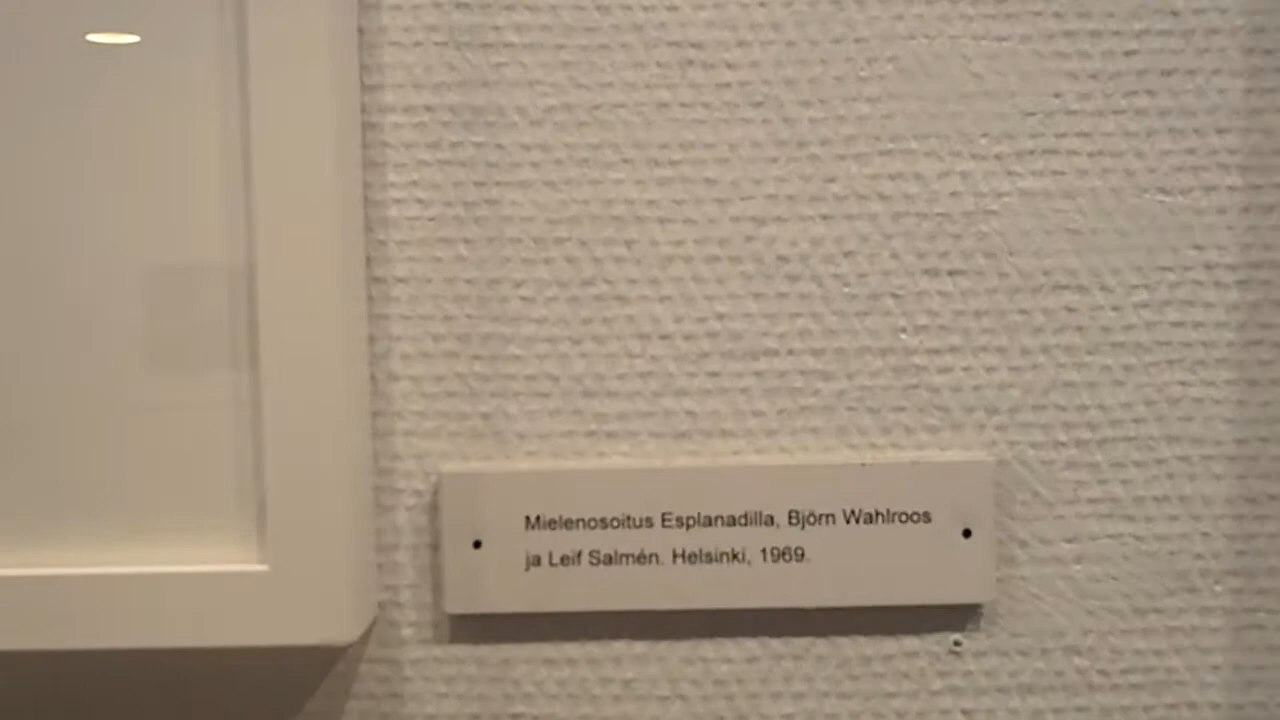 Mielenosoitus Esplanadilla, Björn Wahlroos
ja Leif Salmén. Helsinki, 1969.